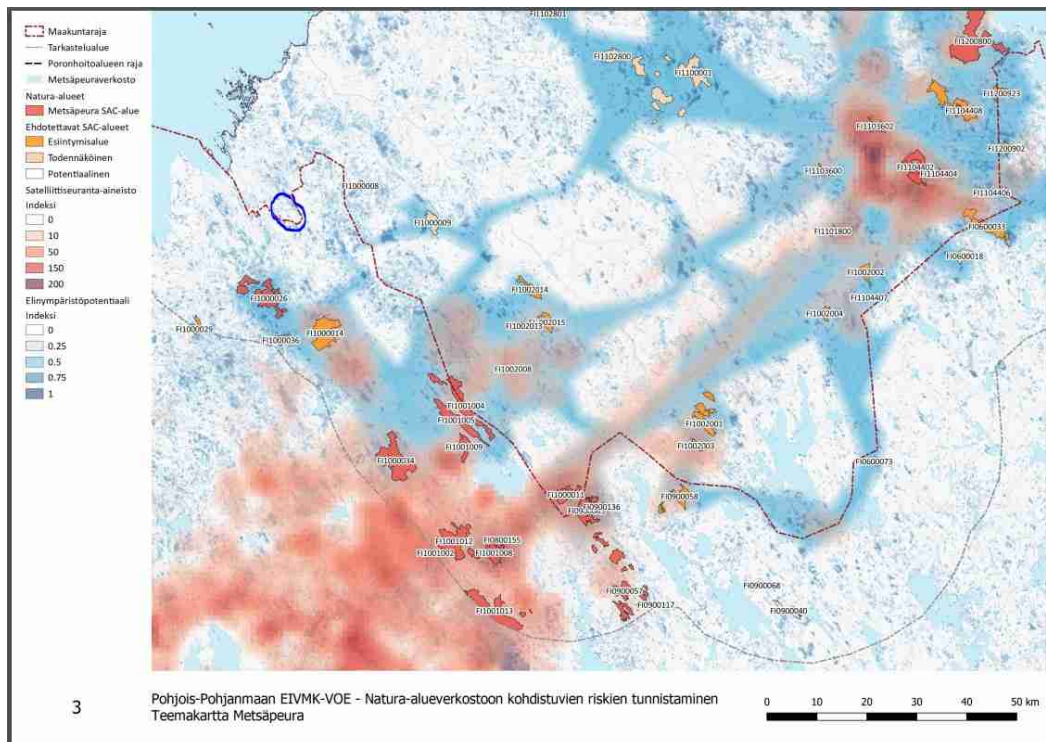 Maakuntaraja
Tarkastelualue
Poronhoitoalueen raja
Metsäpeuraverkosto
Natura-alueet
Metsäpeura SAC-alue
Ehdotettavat SAC-alueet
Esiintymisalue
Todennäköinen
Potentiaalinen
Satelliittiseuranta-aineisto
Indeksi
0
10
50
150
200
Elinympäristöpotentiaali
Indeksi
0
0.25
0.5
0.75
1
FI1102801
FI1200800
FI1102800
FI1100001
FI1200923
FI1104408
FI1103602
FI1200902
FI1103600
FI1104402
FI1104404
FI1000008
FI1104406
FI1000009
FI1101800
FI0600033
FI0600018
FI1002002
FI1002014
FI1000026
FI1104407
FI1002004
FI1000029
FI1002013
FI1002015
FI1000014
FI1000036
FI1002008
FI1001004
FI1001005
FI1002001
FI1001009
FI1002003
FI1000034
FI0600073
FI1000011
FI0900058
FI0900136
FI1001012
FI0800155
FI1001002
FI1001008
FI0900068
FI0900057
FI1001013
FI0900117
FI0900040
3
Pohjois-Pohjanmaan EIVMK-VOE - Natura-alueverkostoon kohdistuvien riskien tunnistaminen
Teemakartta Metsäpeura
0 10 20 30 40 50 km